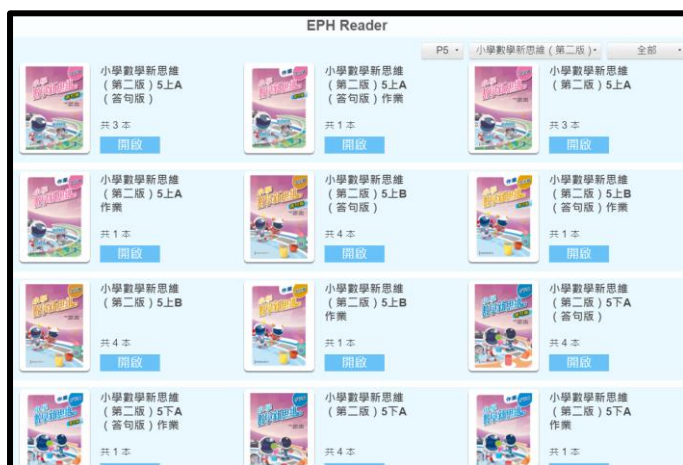 EPH Reader
P5
小學數學新思維（第二版）
全部
小學數學新思維
（第二版）5上A
（答句版）
共 3 本
開啟
小學數學新思維
（第二版）5上A
（答句版）作業
共 1 本
開啟
小學數學新思維
（第二版）5上A
共 3 本
開啟
小學數學新思維
（第二版）5上A
作業
共 1 本
開啟
小學數學新思維
（第二版）5上B
（答句版）
共 4 本
開啟
小學數學新思維
（第二版）5上B
（答句版）作業
共 1 本
開啟
小學數學新思維
（第二版）5上B
共 4 本
開啟
小學數學新思維
（第二版）5上B
作業
共 1 本
開啟
小學數學新思維
（第二版）5下A
（答句版）
共 4 本
開啟
小學數學新思維
（第二版）5下A
（答句版）作業
共 1 本
小學數學新思維
（第二版）5下A
共 4 本
小學數學新思維
（第二版）5下A
作業
共 1 本